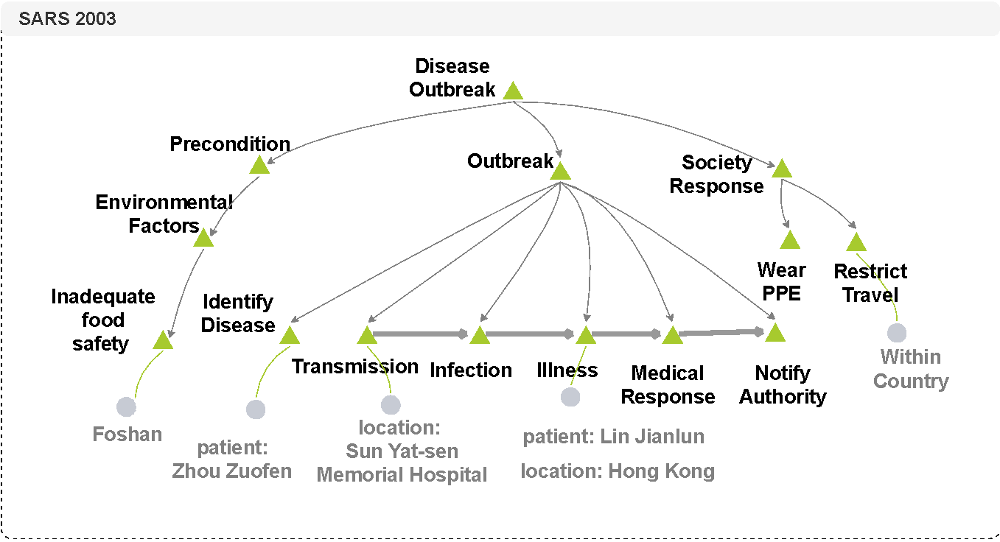 SARS 2003
Disease
Outbreak
Precondition
Outbreak
Society
Response
Environmental
Factors
Wear
PPE
Restrict
Travel
Inadequate
food
safety
Identify
Disease
Transmission
Infection
Illness
Medical
Response
Notify
Authority
Within
Country
Foshan
patient:
Zhou Zuofen
location:
Sun Yat-sen
Memorial Hospital
patient: Lin Jianlun
location: Hong Kong